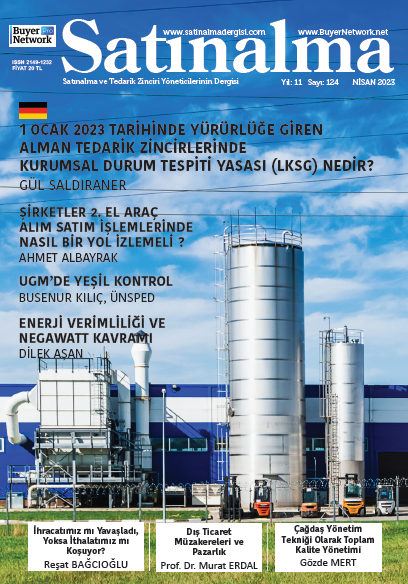 Buyer Pro
Network
www.satinalmadergisi.com
www.BuyerNetwork.net
Satınalma
ISSN 2149-1232
FİYAT 20 TL
Satınalma ve Tedarik Zinciri Yöneticilerinin Dergisi
Yıl: 11 Sayı: 124 NİSAN 2023
1 OCAK 2023 TARİHİNDE YÜRÜRLÜĞE GİREN
ALMAN TEDARİK ZİNCİRLERİNDE
KURUMSAL DURUM TESPİTİ YASASI (LKSG) NEDİR?
GÜL SALDIRANER
ŞİRKETLER 2. EL ARAÇ
ALIM SATIM İŞLEMLERİNDE
NASIL BİR YOL İZLEMELİ ?
AHMET ALBAYRAK
UGM’DE YEŞİL KONTROL
BUSENUR KILIÇ, ÜNSPED
ENERJİ VERİMLİLİĞİ VE
NEGAWATT KAVRAMI
DİLEK AŞAN
İhracatımız mı Yavaşladı,
Yoksa İthalatımız mı
Koşuyor?
Reşat BAĞCIOĞLU
Dış Ticaret
Müzakereleri ve
Pazarlık
Prof. Dr. Murat ERDAL
Çağdaş Yönetim
Tekniği Olarak Toplam
Kalite Yönetimi
Gözde MERT